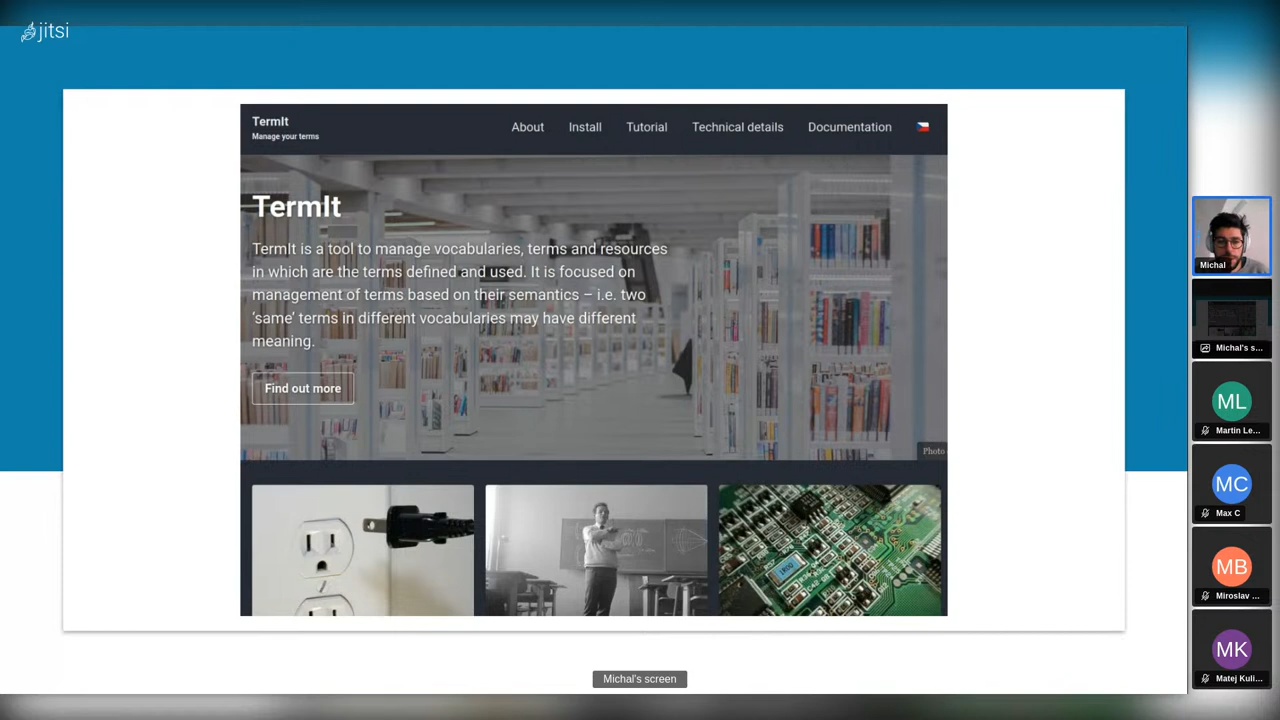 jitsi
TermIt
Manage your terms
About Install Tutorial Technical details Documentation
TermIt
TermIt is a tool to manage vocabularies, terms and resources
in which are the terms defined and used. It is focused on
management of terms based on their semantics – i.e. two
'same' terms in different vocabularies may have different
meaning.
Find out more
Photo
Michal
Michal's s...
ML
Martin Le...
MC
Max C
MB
Miroslav ...
MK
Matej Kuli...
Michal's screen